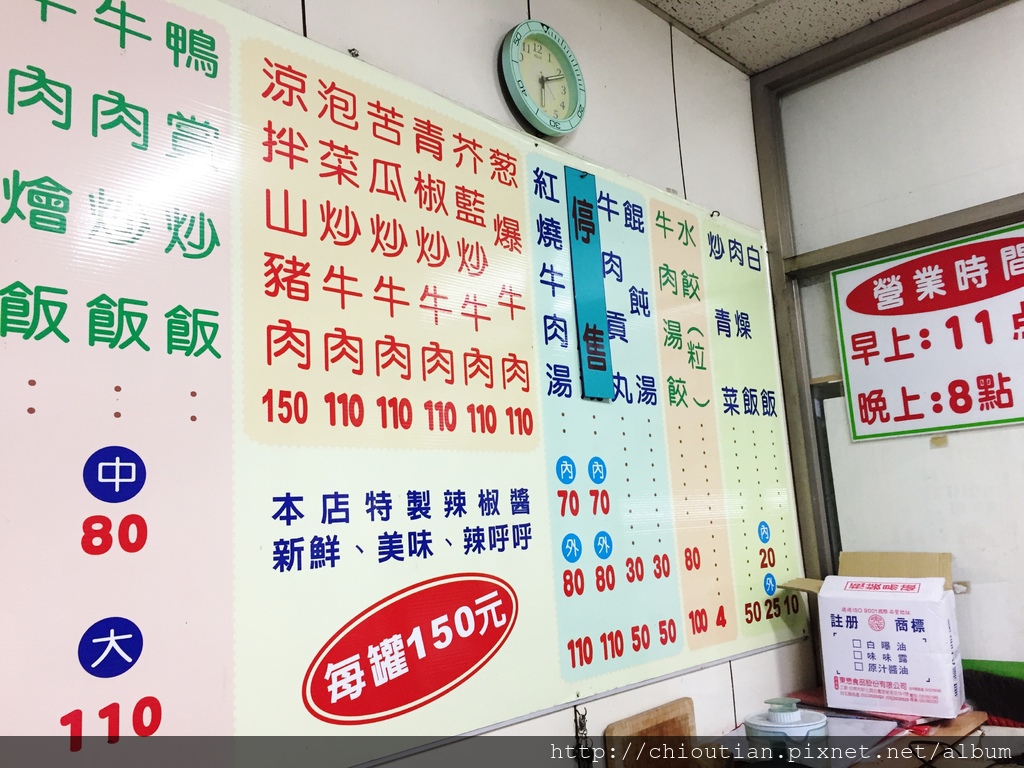 鴨賞炒飯
牛肉炒飯
肉燴飯
中
80
大
110
涼拌山豬肉 150
泡菜炒牛肉 110
苦瓜炒牛肉 110
青椒炒牛肉 110
芥藍炒牛肉 110
葱爆牛肉 110
本店特製辣椒醬
新鮮、美味、辣呼呼
每罐150元
紅燒牛肉湯 內 70 外 80 110
停售
內 70 外 80 110
牛肉貢丸 30 50
餛飩湯 30 50
牛肉湯餃 80 100
水餃(粒) 4
炒青菜 50
肉燥飯 內 20 外 25
白飯 10
營業時間
早上:11點
晚上:8點
註册 商標
白曝油
味味露
原汁醬油
http://chioutian.pixnet.net/album